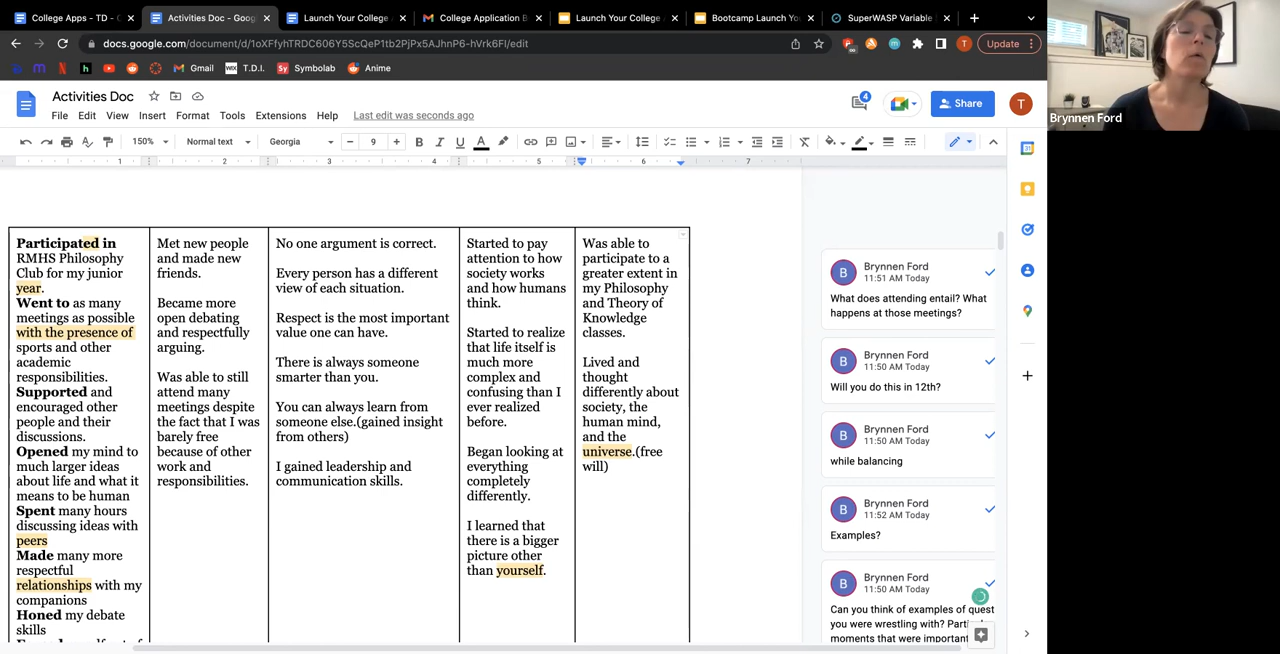 College Apps - TD - G
Activities Doc - Goog
Launch Your College
College Application B
Launch Your College
Bootcamp Launch Yo
SuperWASP Variable
docs.google.com/document/d/1oXFfyhTRDC606Y5ScQeP1tb2PjPx5AJhnP6-hVrk6FI/edit
Update
Gmail
WIX T.D.I.
Sy Symbolab
Anime
Activities Doc
File Edit View Insert Format Data Tools Extensions Help
Last edit was seconds ago
4
Share
T
150%
Normal text
Georgia
9
1 2 3 4 5 6 7
Participated in
RMHS Philosophy
Club for my junior
year.
Went to as many
meetings as possible
with the presence of
sports and other
academic
responsibilities.
Supported and
encouraged other
people and their
discussions.
Opened my mind to
much larger ideas
about life and what it
means to be human
Spent many hours
discussing ideas with
peers
Made many more
respectful
relationships with my
companions
Honed my debate
skills
Met new people
and made new
friends.
Became more
open debating
and respectfully
arguing.
Was able to still
attend many
meetings despite
the fact that I was
barely free
because of other
work and
responsibilities.
No one argument is correct.
Every person has a different
view of each situation.
Respect is the most important
value one can have.
There is always someone
smarter than you.
You can always learn from
someone else.(gained insight
from others)
I gained leadership and
communication skills.
Started to pay
attention to how
society works
and how humans
think.
Started to realize
that life itself is
much more
complex and
confusing than I
ever realized
before.
Began looking at
everything
completely
differently.
I learned that
there is a bigger
picture other
than yourself.
Was able to
participate to a
greater extent in
my Philosophy
and Theory of
Knowledge
classes.
Lived and
thought
differently about
society, the
human mind,
and the
universe.(free
will)
B
Brynnen Ford
11:51 AM Today
What does attending entail? What
happens at those meetings?
B
Brynnen Ford
11:50 AM Today
Will you do this in 12th?
B
Brynnen Ford
11:50 AM Today
while balancing
B
Brynnen Ford
11:52 AM Today
Examples?
B
Brynnen Ford
11:50 AM Today
Can you think of examples of quest
you were wrestling with?
moments that were important
Brynnen Ford